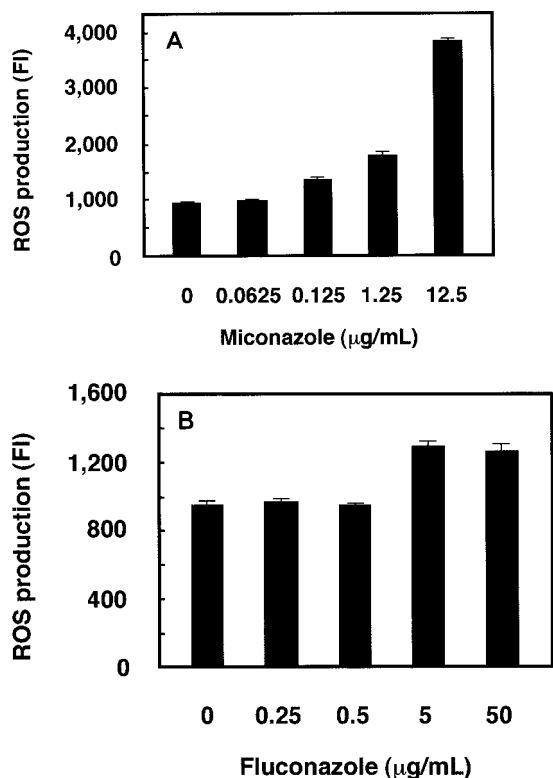 A
4,000
3,000
2,000
1,000
0
ROS production (FI)
0 0.0625 0.125 1.25 12.5
Miconazole (μg/mL)
B
1,600
1,200
800
400
0
ROS production (FI)
0 0.25 0.5 5 50
Fluconazole (μg/mL)